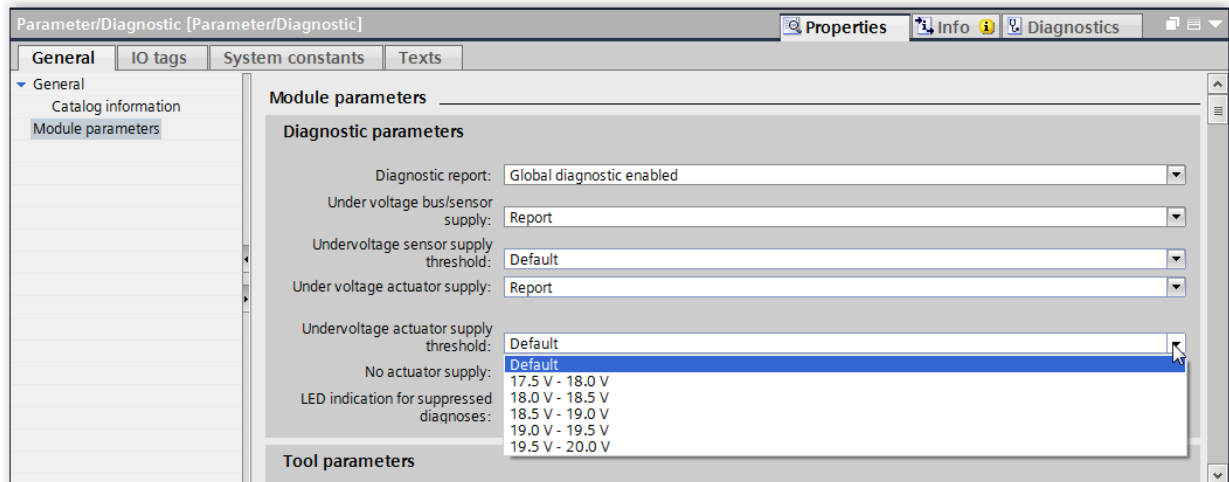 Parameter/Diagnostic [Parameter/Diagnostic]
Properties
Info
Diagnostics
General
IO tags
System constants
Texts
General
Catalog information
Module parameters
Module parameters
Diagnostic parameters
Diagnostic report:
Global diagnostic enabled
Under voltage bus/sensor
supply:
Report
Undervoltage sensor supply
threshold:
Default
Under voltage actuator supply:
Report
Undervoltage actuator supply
threshold:
Default
No actuator supply:
LED indication for suppressed
diagnoses:
Default
17.5 V - 18.0 V
18.0 V - 18.5 V
18.5 V - 19.0 V
19.0 V - 19.5 V
19.5 V - 20.0 V
Tool parameters